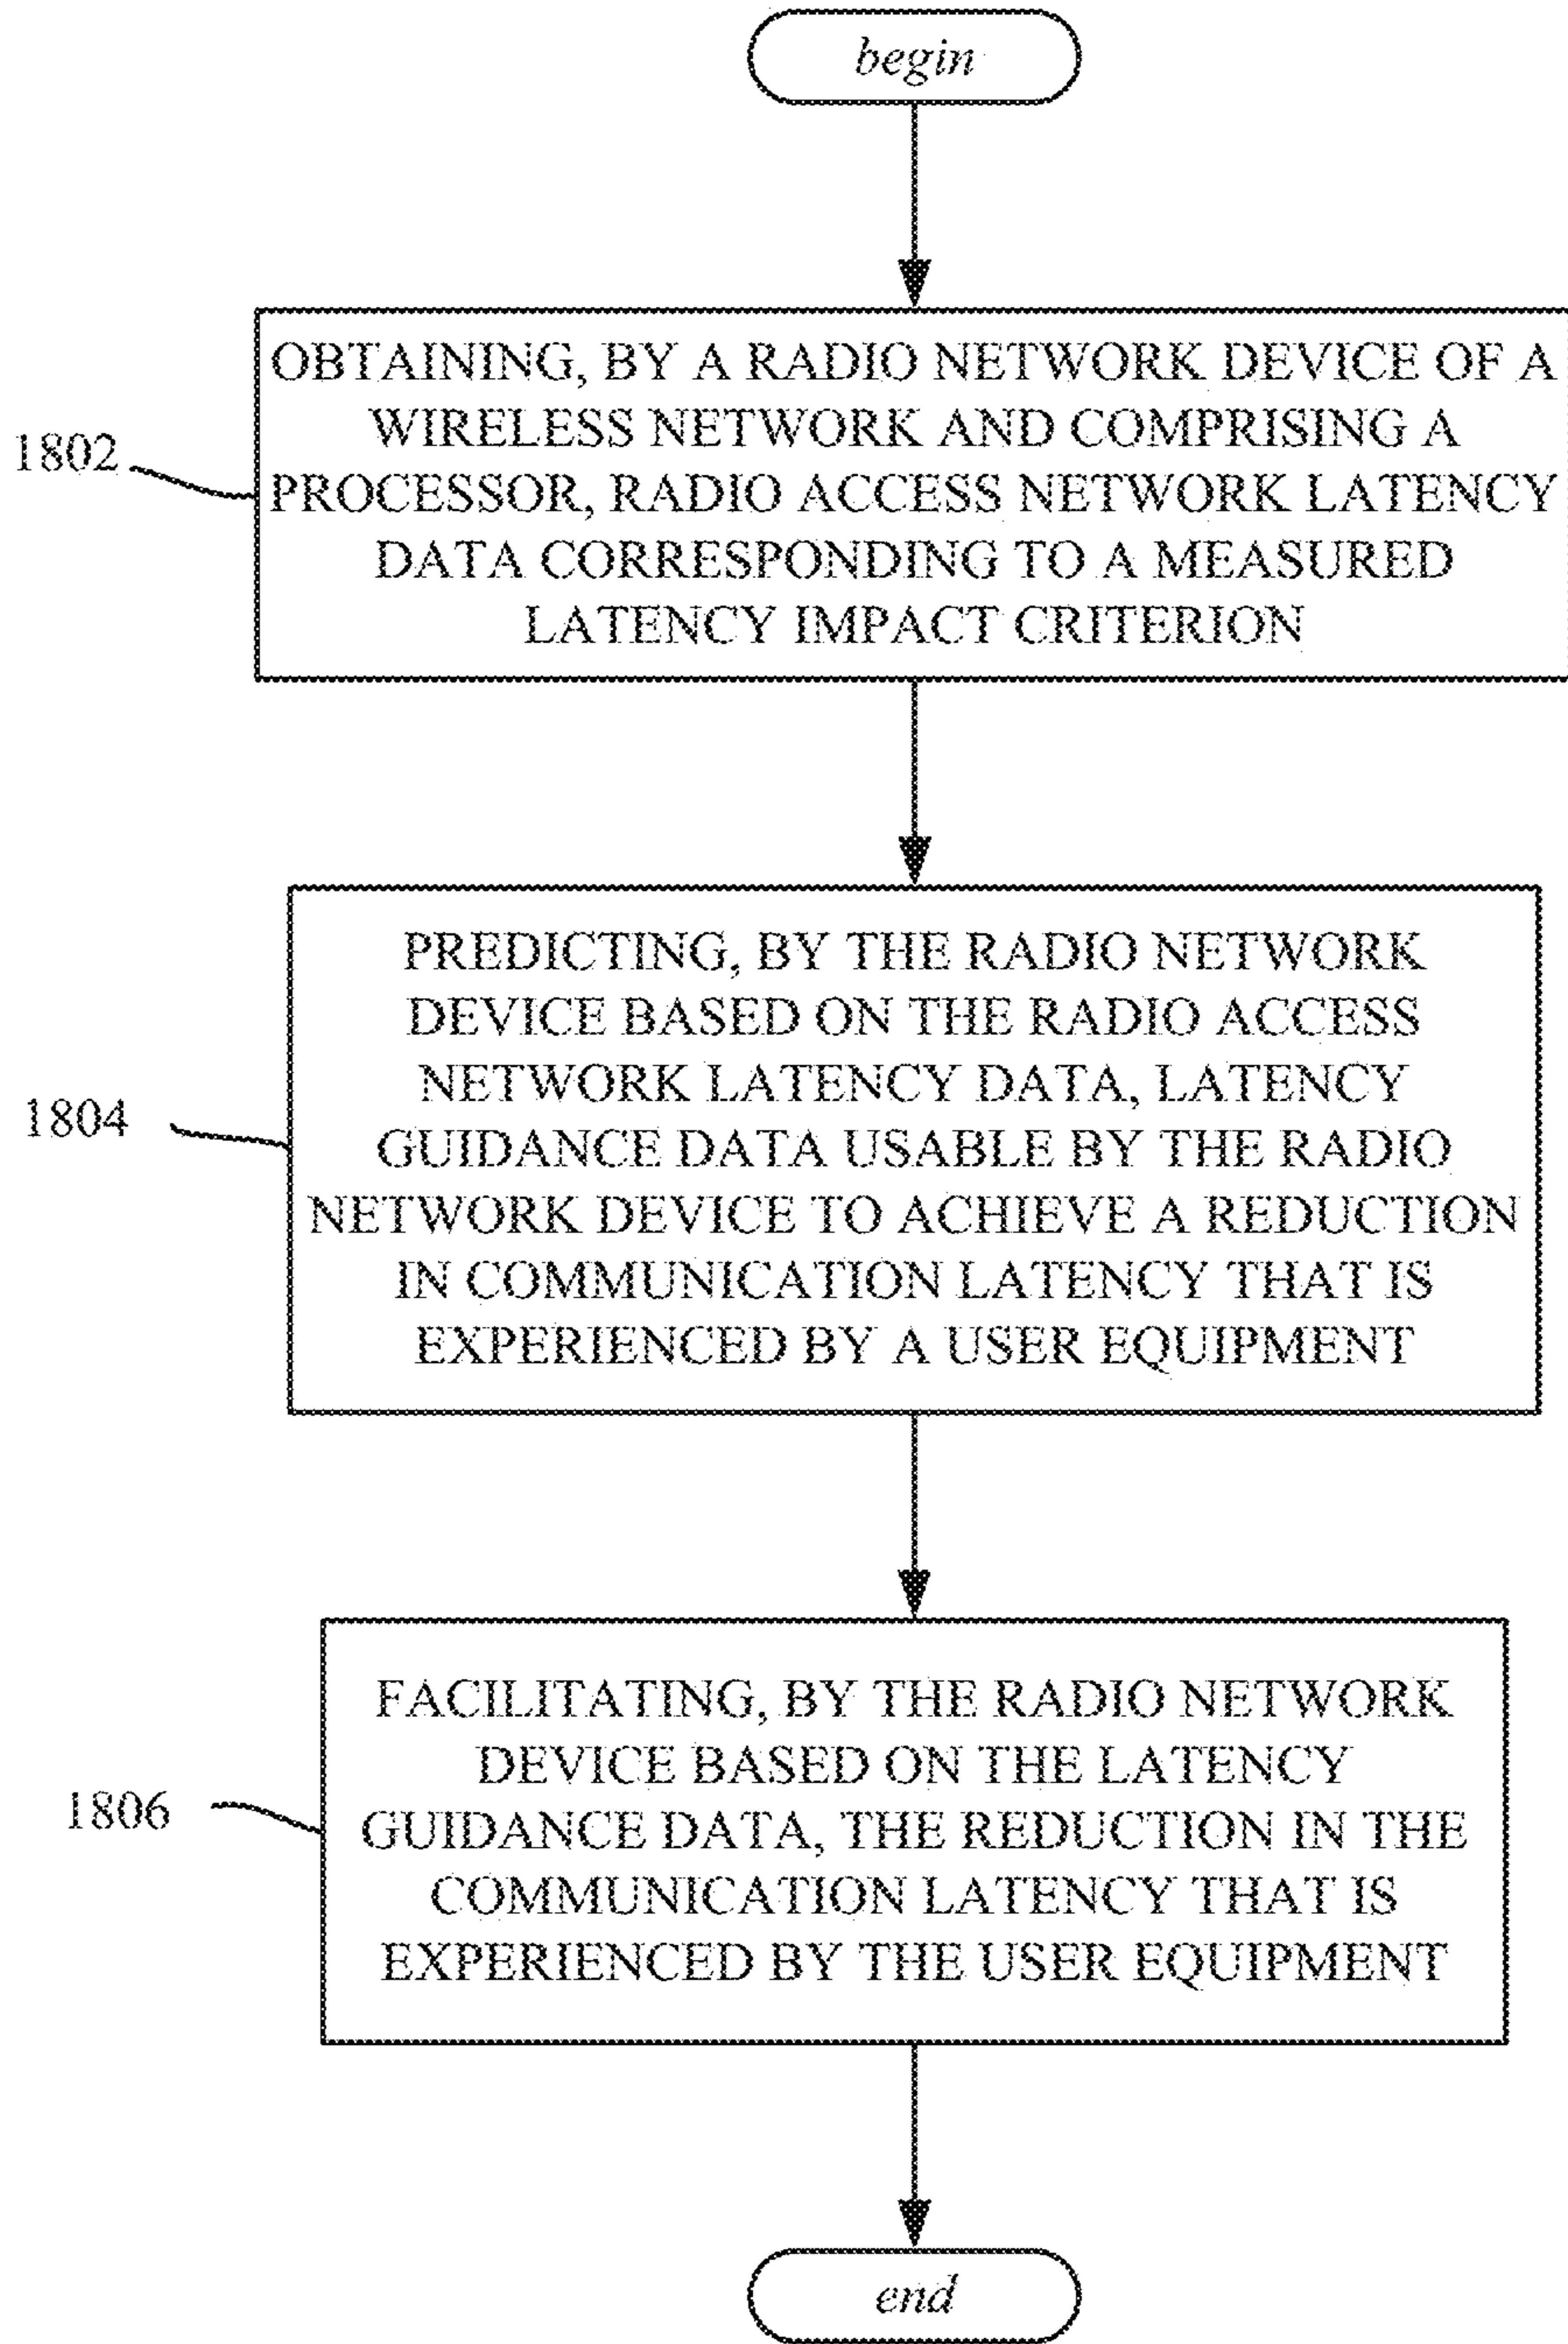 begin
OBTAINING, BY A RADIO NETWORK DEVICE OF A
WIRELESS NETWORK AND COMPRISING A
1802
PROCESSOR, RADIO ACCESS NETWORK LATENCY
DATA CORRESPONDING TO A MEASURED
LATENCY IMPACT CRITERION
PREDICTING, BY THE RADIO NETWORK
DEVICE BASED ON THE RADIO ACCESS
NETWORK LATENCY DATA, LATENCY
1804
GUIDANCE DATA USABLE BY THE RADIO
NETWORK DEVICE TO ACHIEVE A REDUCTION
IN COMMUNICATION LATENCY THAT IS
EXPERIENCED BY A USER EQUIPMENT
FACILITATING, BY THE RADIO NETWORK
DEVICE BASED ON THE LATENCY
1806
GUIDANCE DATA, THE REDUCTION IN THE
COMMUNICATION LATENCY THAT IS
EXPERIENCED BY THE USER EQUIPMENT
end